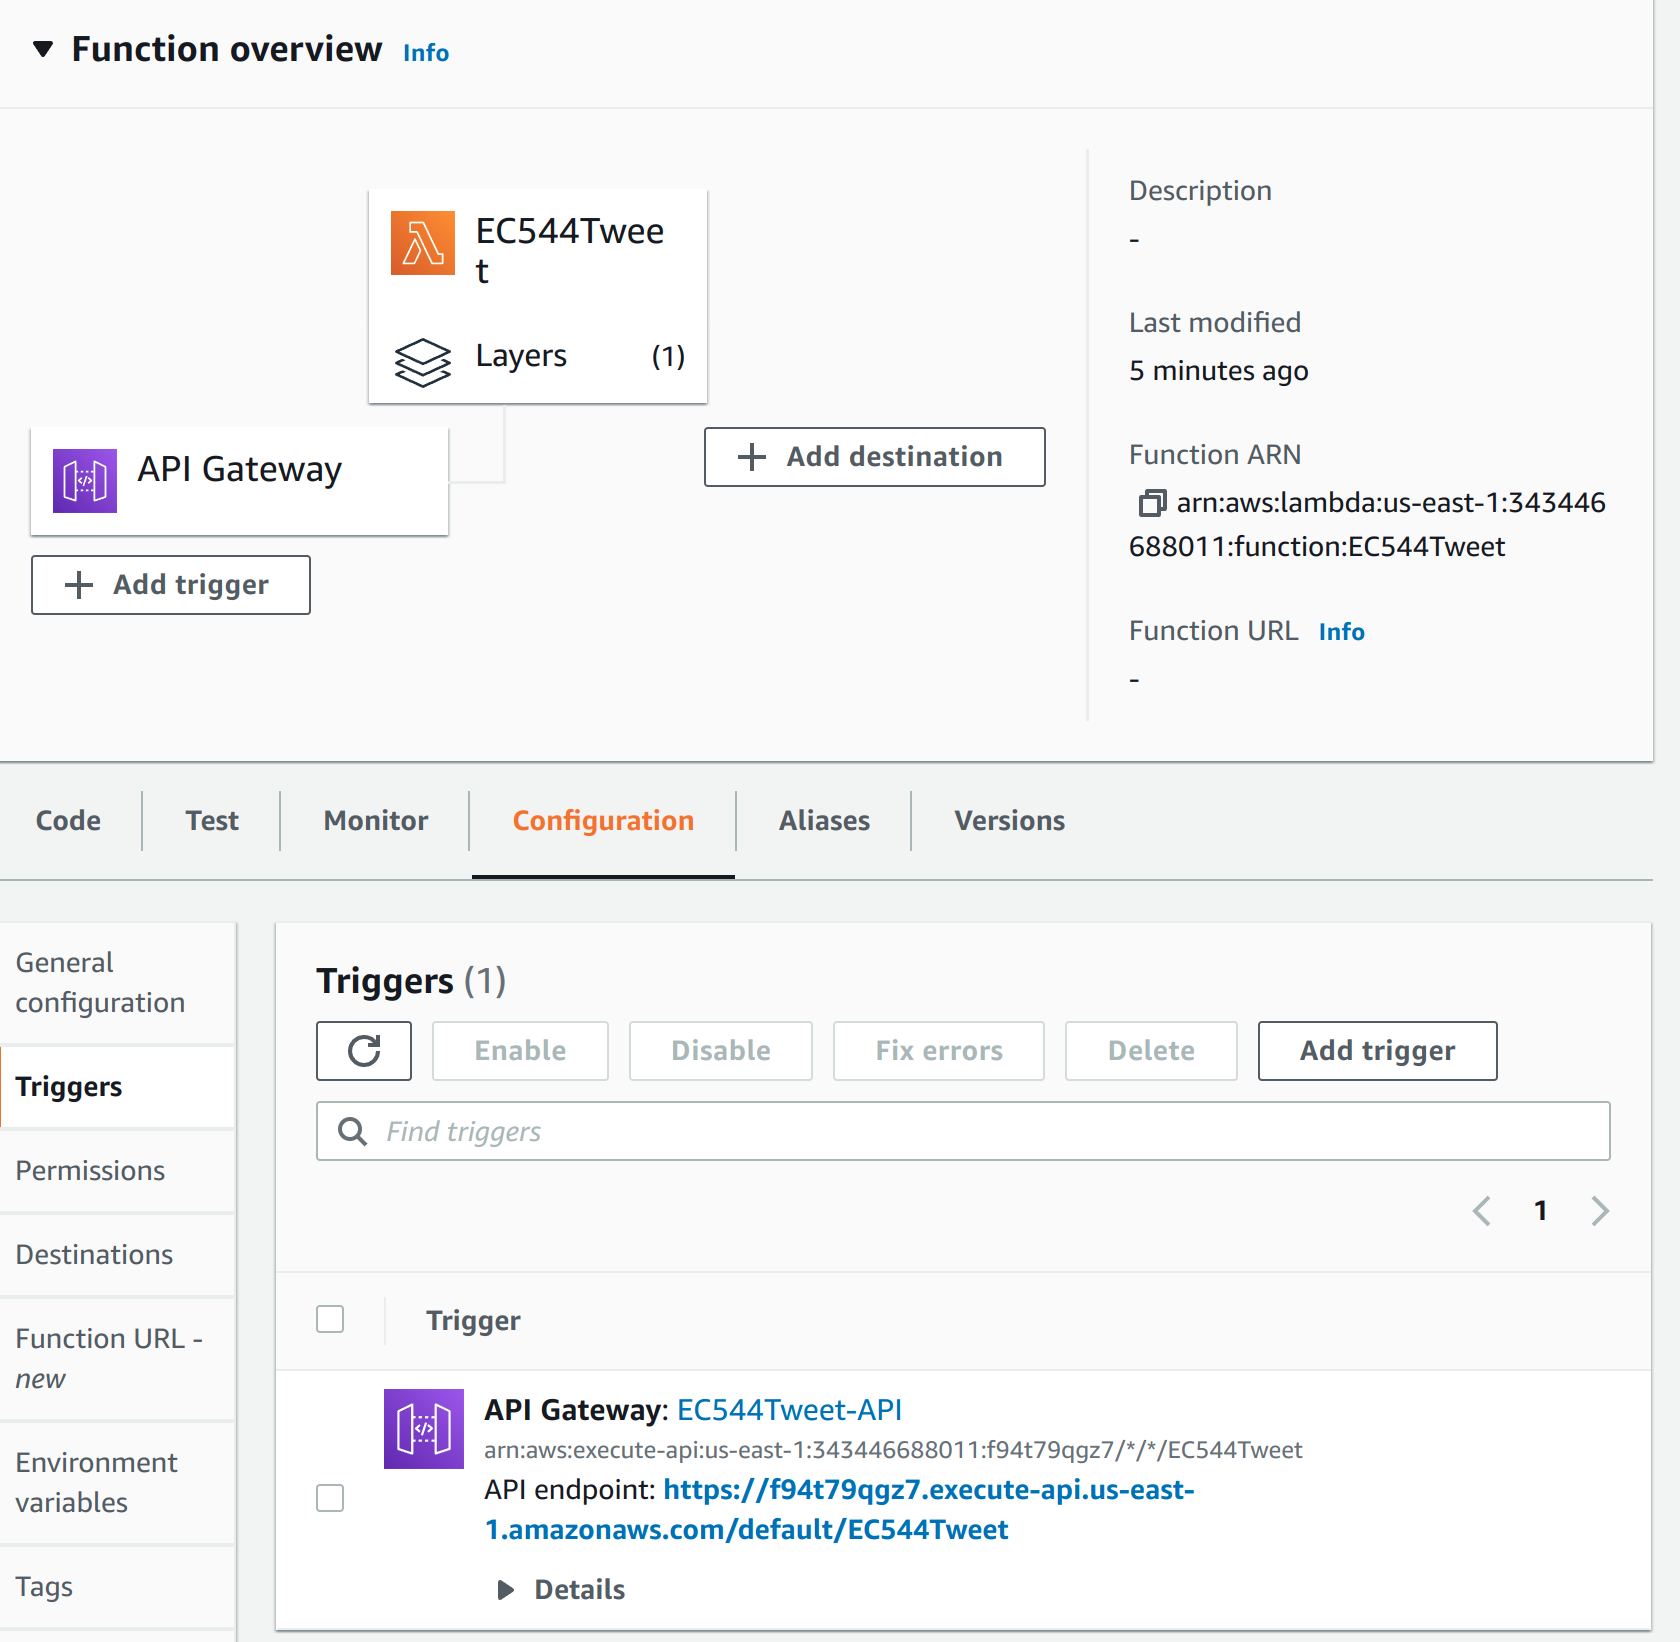 Function overview Info
EC544Twee
t
Layers (1)
API Gateway
Add trigger
Add destination
Description
-
Last modified
5 minutes ago
Function ARN
arn:aws:lambda:us-east-1:343446
688011:function:EC544Tweet
Function URL Info
-
Code Test Monitor Configuration Aliases Versions
General
configuration
Triggers
Permissions
Destinations
Function URL -
new
Environment
variables
Tags
Triggers (1)
Enable Disable Fix errors Delete Add trigger
Find triggers
1
Trigger
API Gateway: EC544Tweet-API
arn:aws:execute-api:us-east-1:343446688011:f94t79qgz7/*/*/EC544Tweet
API endpoint: https://f94t79qgz7.execute-api.us-east-
1.amazonaws.com/default/EC544Tweet
Details